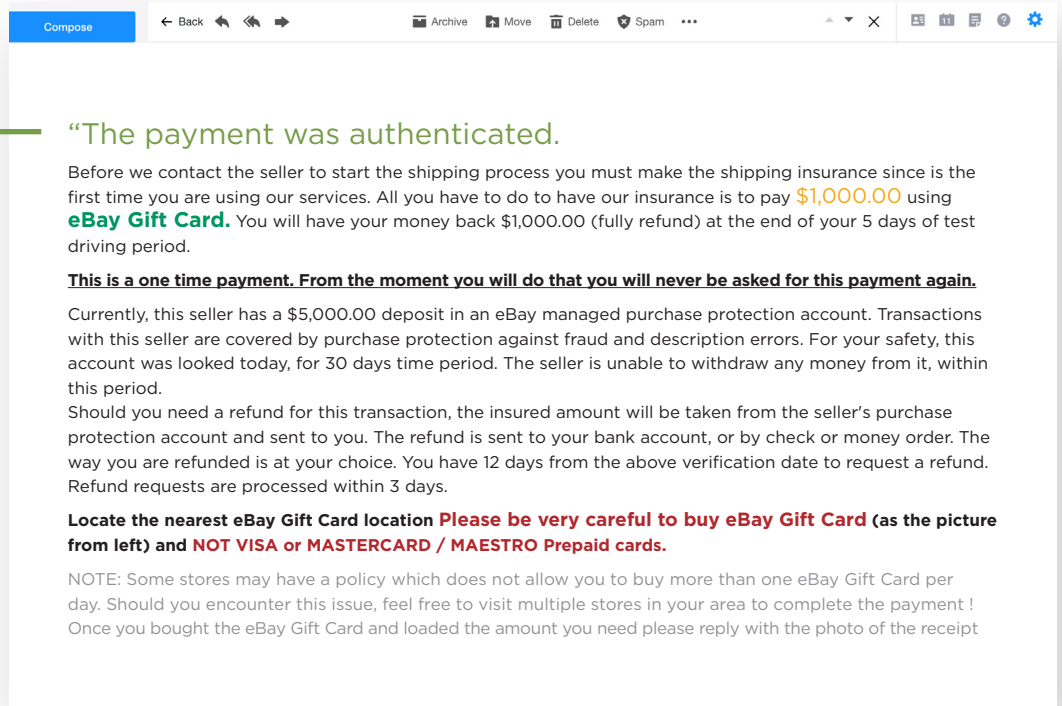 Compose
Back
Archive Move Delete Spam
11
“The payment was authenticated.
Before we contact the seller to start the shipping process you must make the shipping insurance since is the
first time you are using our services. All you have to do to have our insurance is to pay $1,000.00 using
eBay Gift Card. You will have your money back $1,000.00 (fully refund) at the end of your 5 days of test
driving period.
This is a one time payment. From the moment you will do that you will never be asked for this payment again.
Currently, this seller has a $5,000.00 deposit in an eBay managed purchase protection account. Transactions
with this seller are covered by purchase protection against fraud and description errors. For your safety, this
account was looked today, for 30 days time period. The seller is unable to withdraw any money from it, within
this period.
Should you need a refund for this transaction, the insured amount will be taken from the seller's purchase
protection account and sent to you. The refund is sent to your bank account, or by check or money order. The
way you are refunded is at your choice. You have 12 days from the above verification date to request a refund.
Refund requests are processed within 3 days.
Locate the nearest eBay Gift Card location Please be very careful to buy eBay Gift Card (as the picture
from left) and NOT VISA or MASTERCARD / MAESTRO Prepaid cards.
NOTE: Some stores may have a policy which does not allow you to buy more than one eBay Gift Card per
day. Should you encounter this issue, feel free to visit multiple stores in your area to complete the payment !
Once you bought the eBay Gift Card and loaded the amount you need please reply with the photo of the receipt